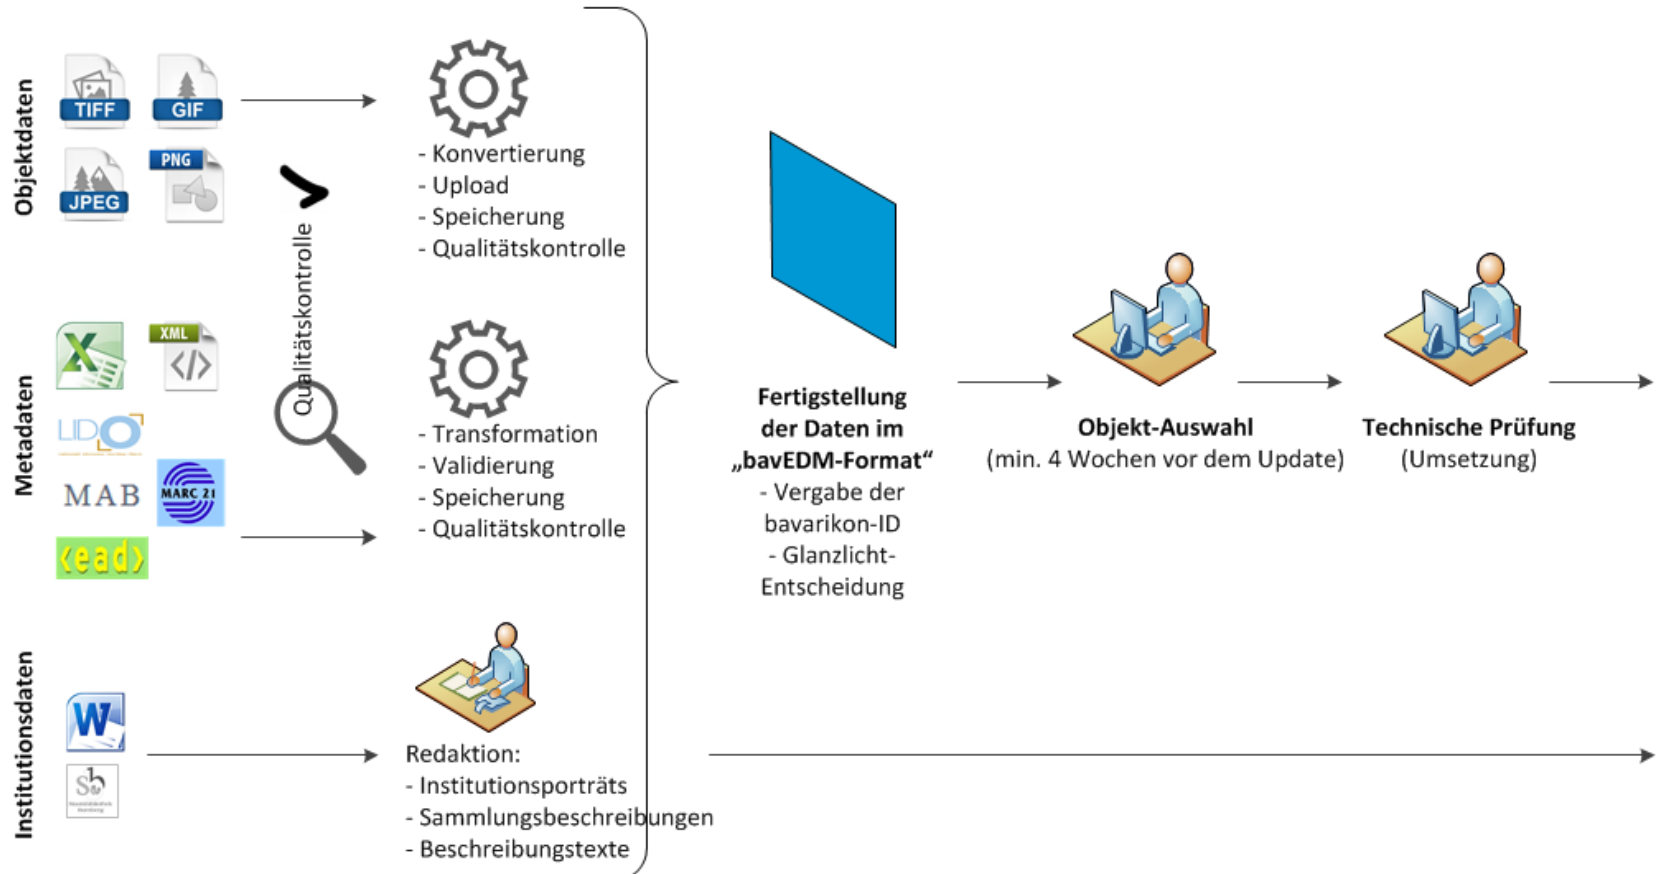 Objektdaten
TIFF
GIF
JPEG
PNG
- Konvertierung
- Upload
- Speicherung
- Qualitätskontrolle
Qualitätskontrolle
Metadaten
X
XML
</>
LIDO
MAB
MARC 21
<ead>
- Transformation
- Validierung
- Speicherung
- Qualitätskontrolle
Institutionsdaten
W
Redaktion:
- Institutionsporträts
- Sammlungsbeschreibungen
- Beschreibungstexte
Fertigstellung
der Daten im
„bavEDM-Format“
- Vergabe der
bavarikon-ID
- Glanzlicht-
Entscheidung
Objekt-Auswahl
(min. 4 Wochen vor dem Update)
Technische Prüfung
(Umsetzung)